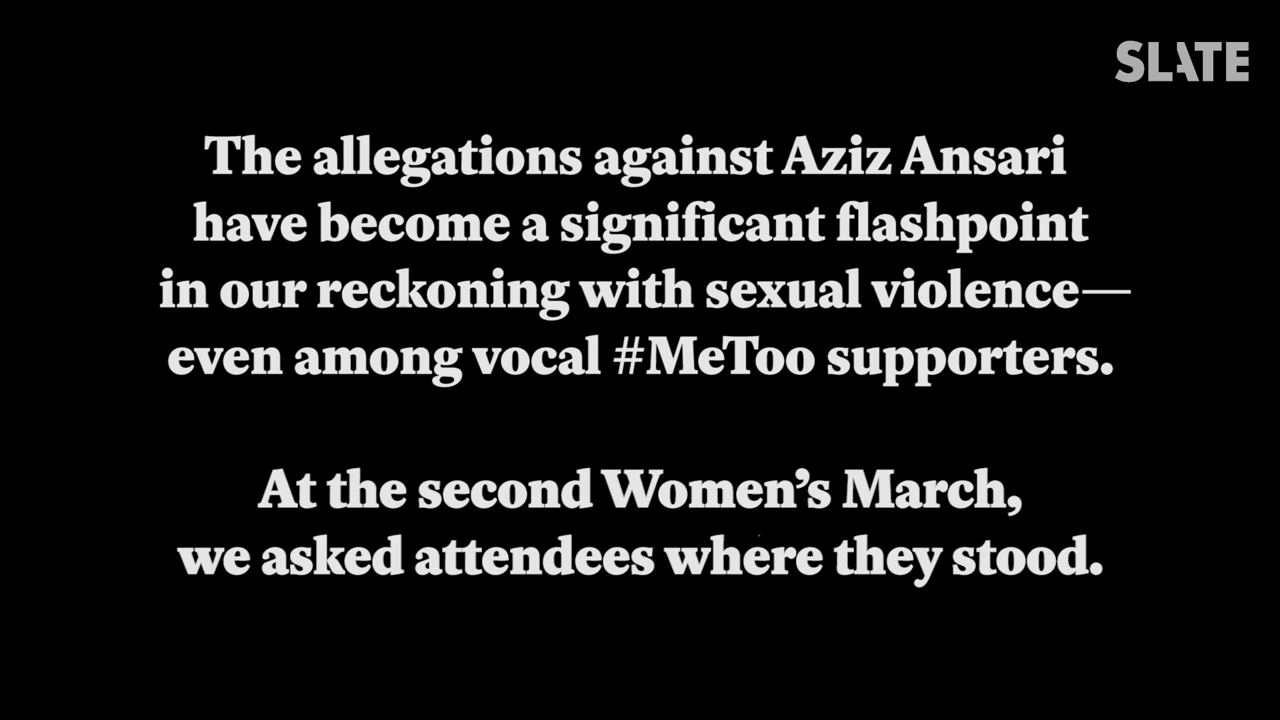 SLATE
The allegations against Aziz Ansari
have become a significant flashpoint
in our reckoning with sexual violence—
even among vocal #MeToo supporters.
At the second Women’s March,
we asked attendees where they stood.